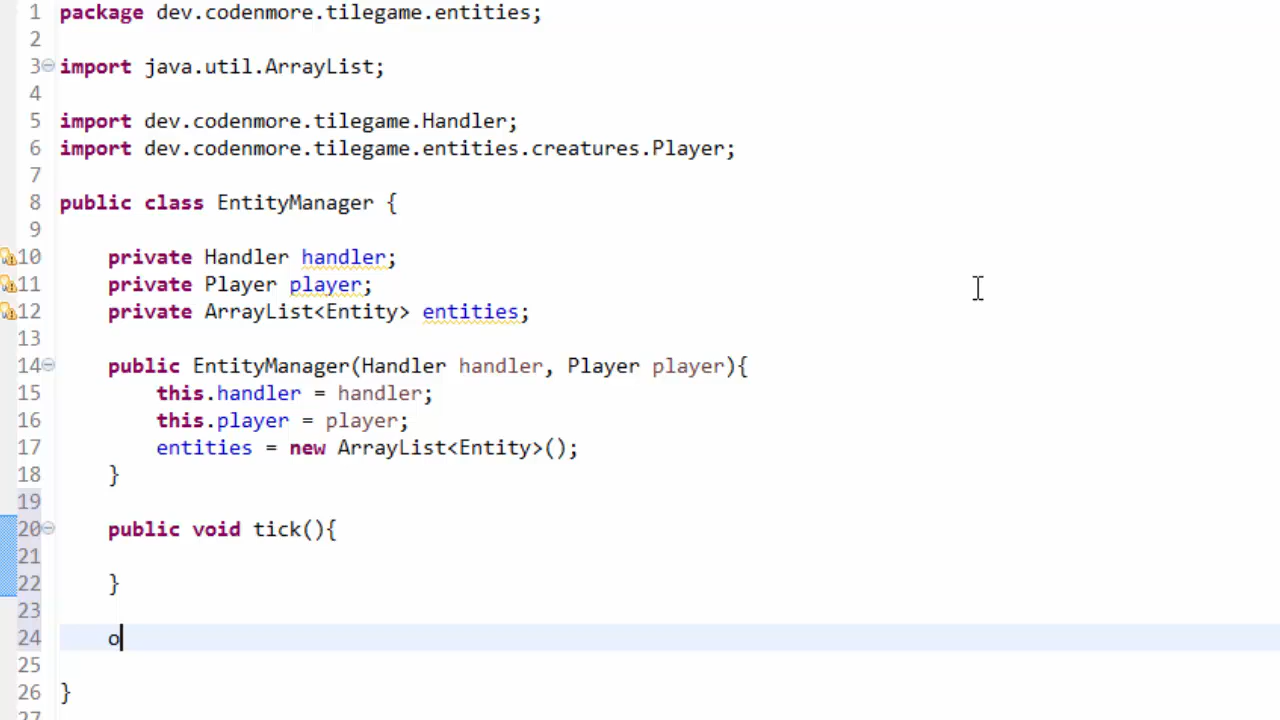 1 package dev.codenmore.tilegame.entities;
2
3 import java.util.ArrayList;
4
5 import dev.codenmore.tilegame.Handler;
6 import dev.codenmore.tilegame.entities.creatures.Player;
7
8 public class EntityManager {
9
10     private Handler handler;
11     private Player player;
12     private ArrayList<Entity> entities;
13
14     public EntityManager(Handler handler, Player player){
15         this.handler = handler;
16         this.player = player;
17         entities = new ArrayList<Entity>();
18     }
19
20     public void tick(){
21
22     }
23
24     o
25
26 }
27